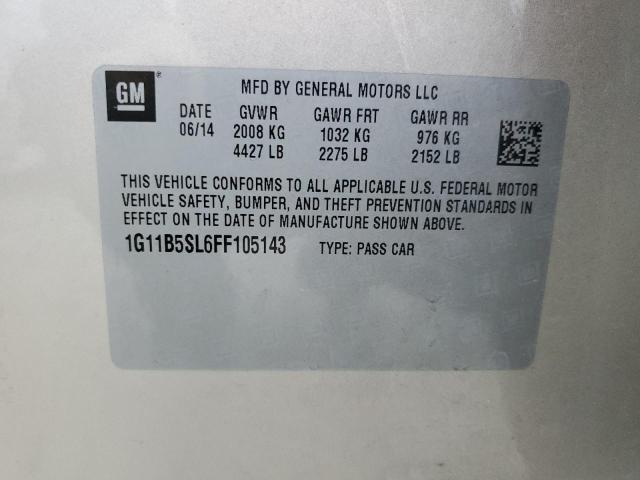 GM®
MFD BY GENERAL MOTORS LLC
DATE GVWR GAWR FRT GAWR RR
06/14 2008 KG 1032 KG 976 KG
4427 LB 2275 LB 2152 LB
THIS VEHICLE CONFORMS TO ALL APPLICABLE U.S. FEDERAL MOTOR
VEHICLE SAFETY, BUMPER, AND THEFT PREVENTION STANDARDS IN
EFFECT ON THE DATE OF MANUFACTURE SHOWN ABOVE.
1G11B5SL6FF105143 TYPE: PASS CAR